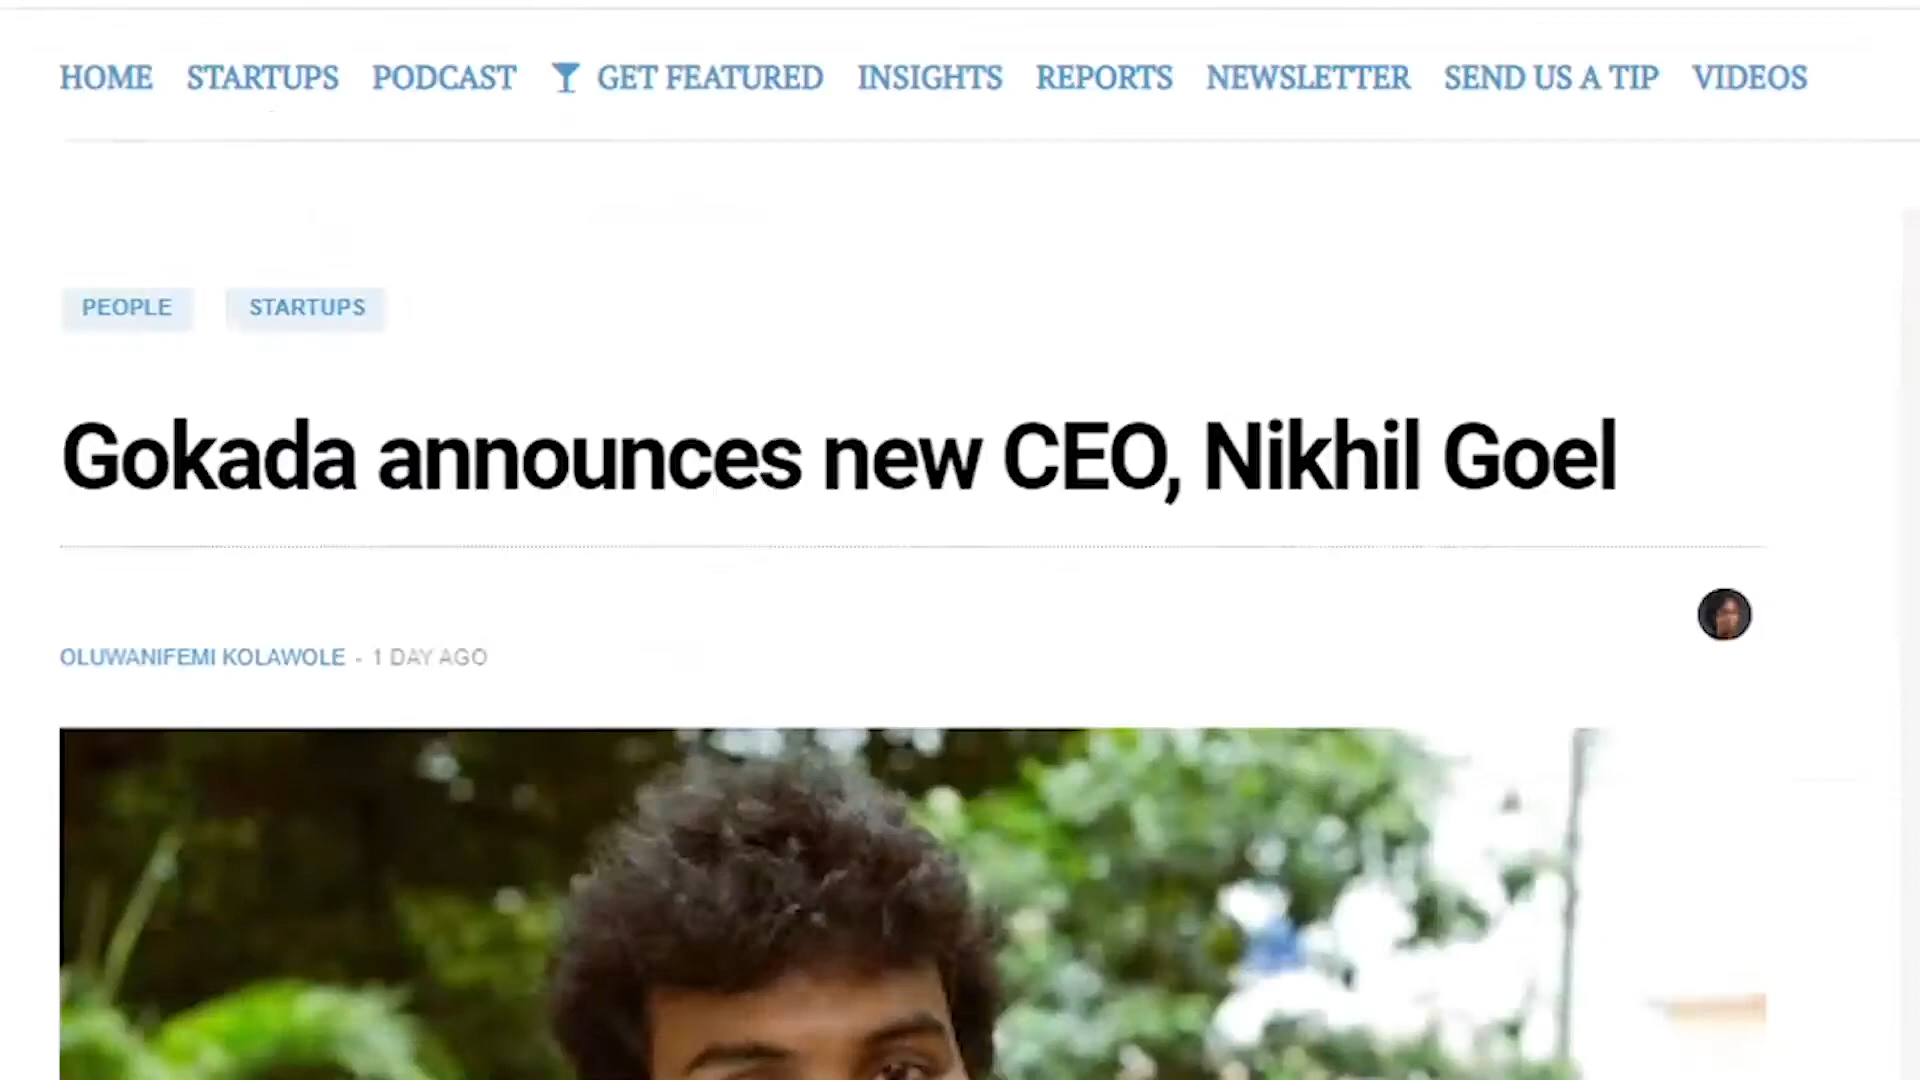 HOME STARTUPS PODCAST GET FEATURED INSIGHTS REPORTS NEWSLETTER SEND US A TIP VIDEOS
PEOPLE STARTUPS
Gokada announces new CEO, Nikhil Goel
OLUWANIFEMI KOLAWOLE - 1 DAY AGO